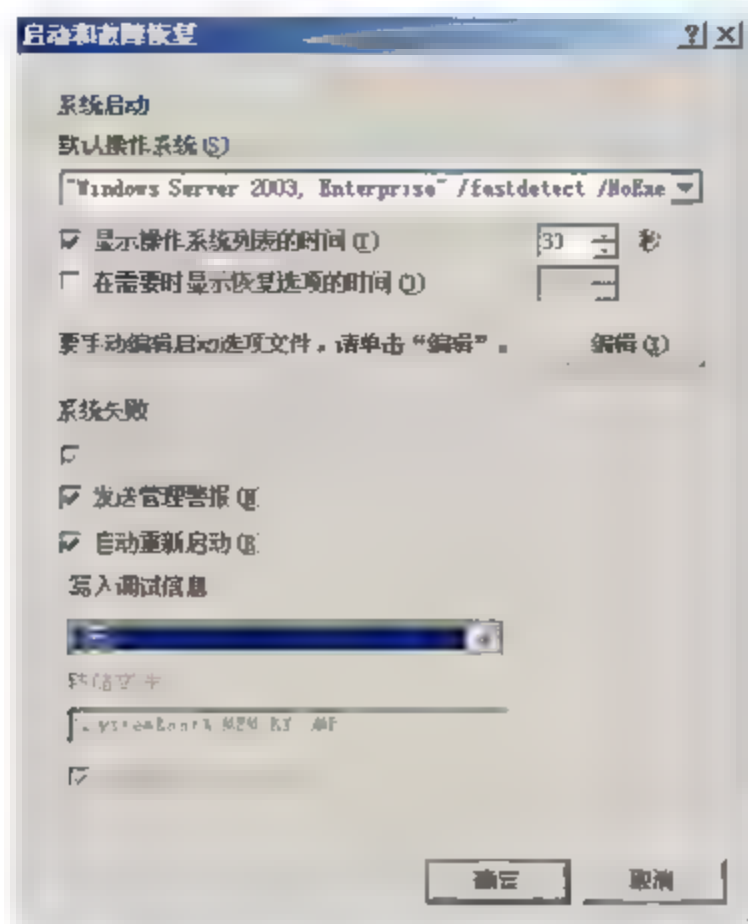 启动和故障恢复
系统启动
默认操作系统(S)
"Windows Server 2003, Enterprise" /fastdetect /NoExe
显示操作系统列表的时间(T) 30 秒
在需要时显示恢复选项的时间
要手动编辑启动选项文件，请单击“编辑”。 编辑
系统失败
发送管理警报
自动重新启动
写入调试信息
确定 取消